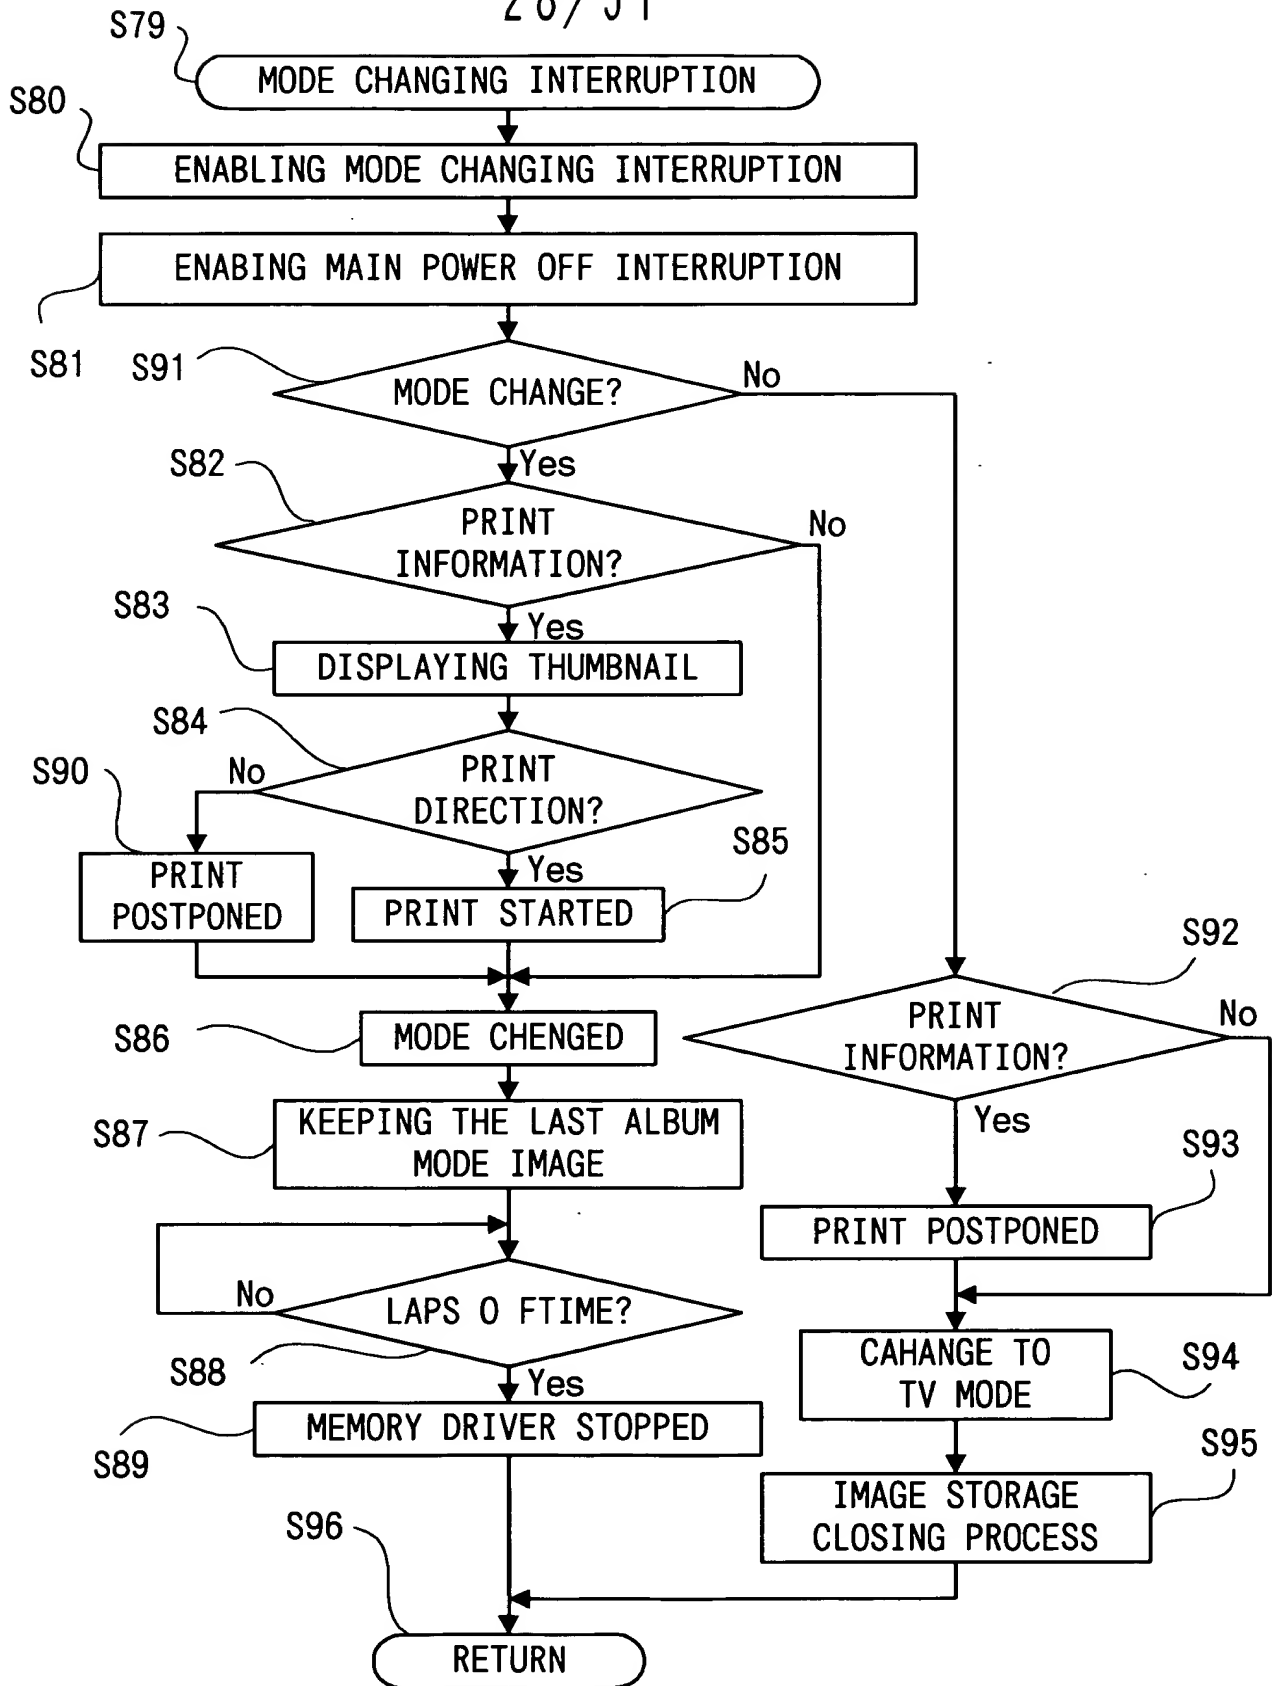 28/31
S79
MODE CHANGING INTERRUPTION
S80
ENABLING MODE CHANGING INTERRUPTION
ENABING MAIN POWER OFF INTERRUPTION
S81
S91
MODE CHANGE?
No
Yes
S82
PRINT
INFORMATION?
No
Yes
S83
DISPLAYING THUMBNAIL
S84
PRINT
DIRECTION?
No
S90
PRINT
POSTPONED
Yes
S85
PRINT STARTED
S86
MODE CHENGED
S87
KEEPING THE LAST ALBUM
MODE IMAGE
LAPS O FTIME?
No
S88
Yes
MEMORY DRIVER STOPPED
S89
S92
PRINT
INFORMATION?
No
Yes
S93
PRINT POSTPONED
CAHANGE TO
TV MODE
S94
S95
IMAGE STORAGE
CLOSING PROCESS
S96
RETURN